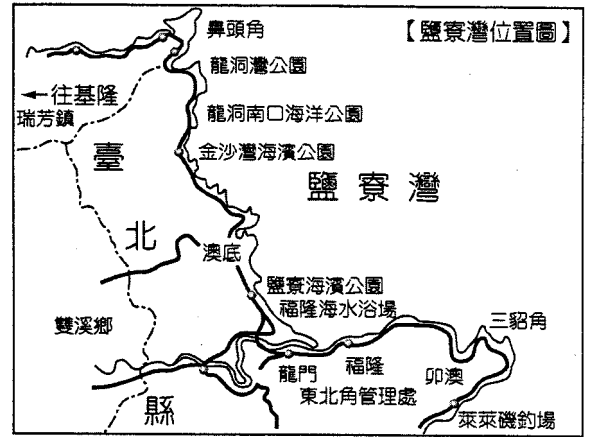 【鹽寮灣位置圖】
鼻頭角
龍洞灣公園
←往基隆
瑞芳鎮
龍洞南口海洋公園
臺
金沙灣海濱公園
鹽寮灣
北
澳底
鹽寮海濱公園
福隆海水浴場
雙溪鄉
三貂角
龍門
福隆
卯澳
東北角管理處
縣
萊萊磯釣場